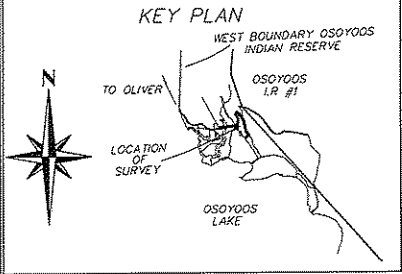 KEY PLAN
WEST BOUNDARY OSOYOOS
INDIAN RESERVE
N
TO OLIVER
OSOYOOS
I.R #1
LOCATION
OF
SURVEY
OSOYOOS
LAKE